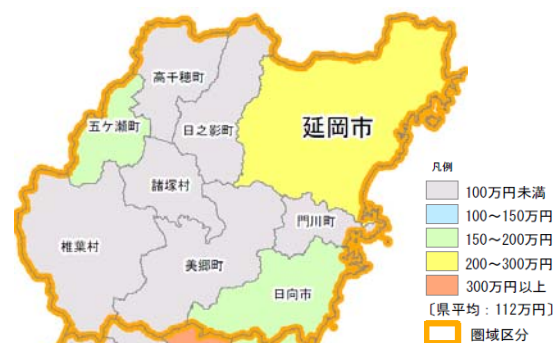 高千穂町
五ケ瀬町
日之影町
延岡市
諸塚村
門川町
椎葉村
美郷町
日向市
凡例
100万円未満
100～150万円
150～200万円
200～300万円
300万円以上
〔県平均：112万円〕
圏域区分